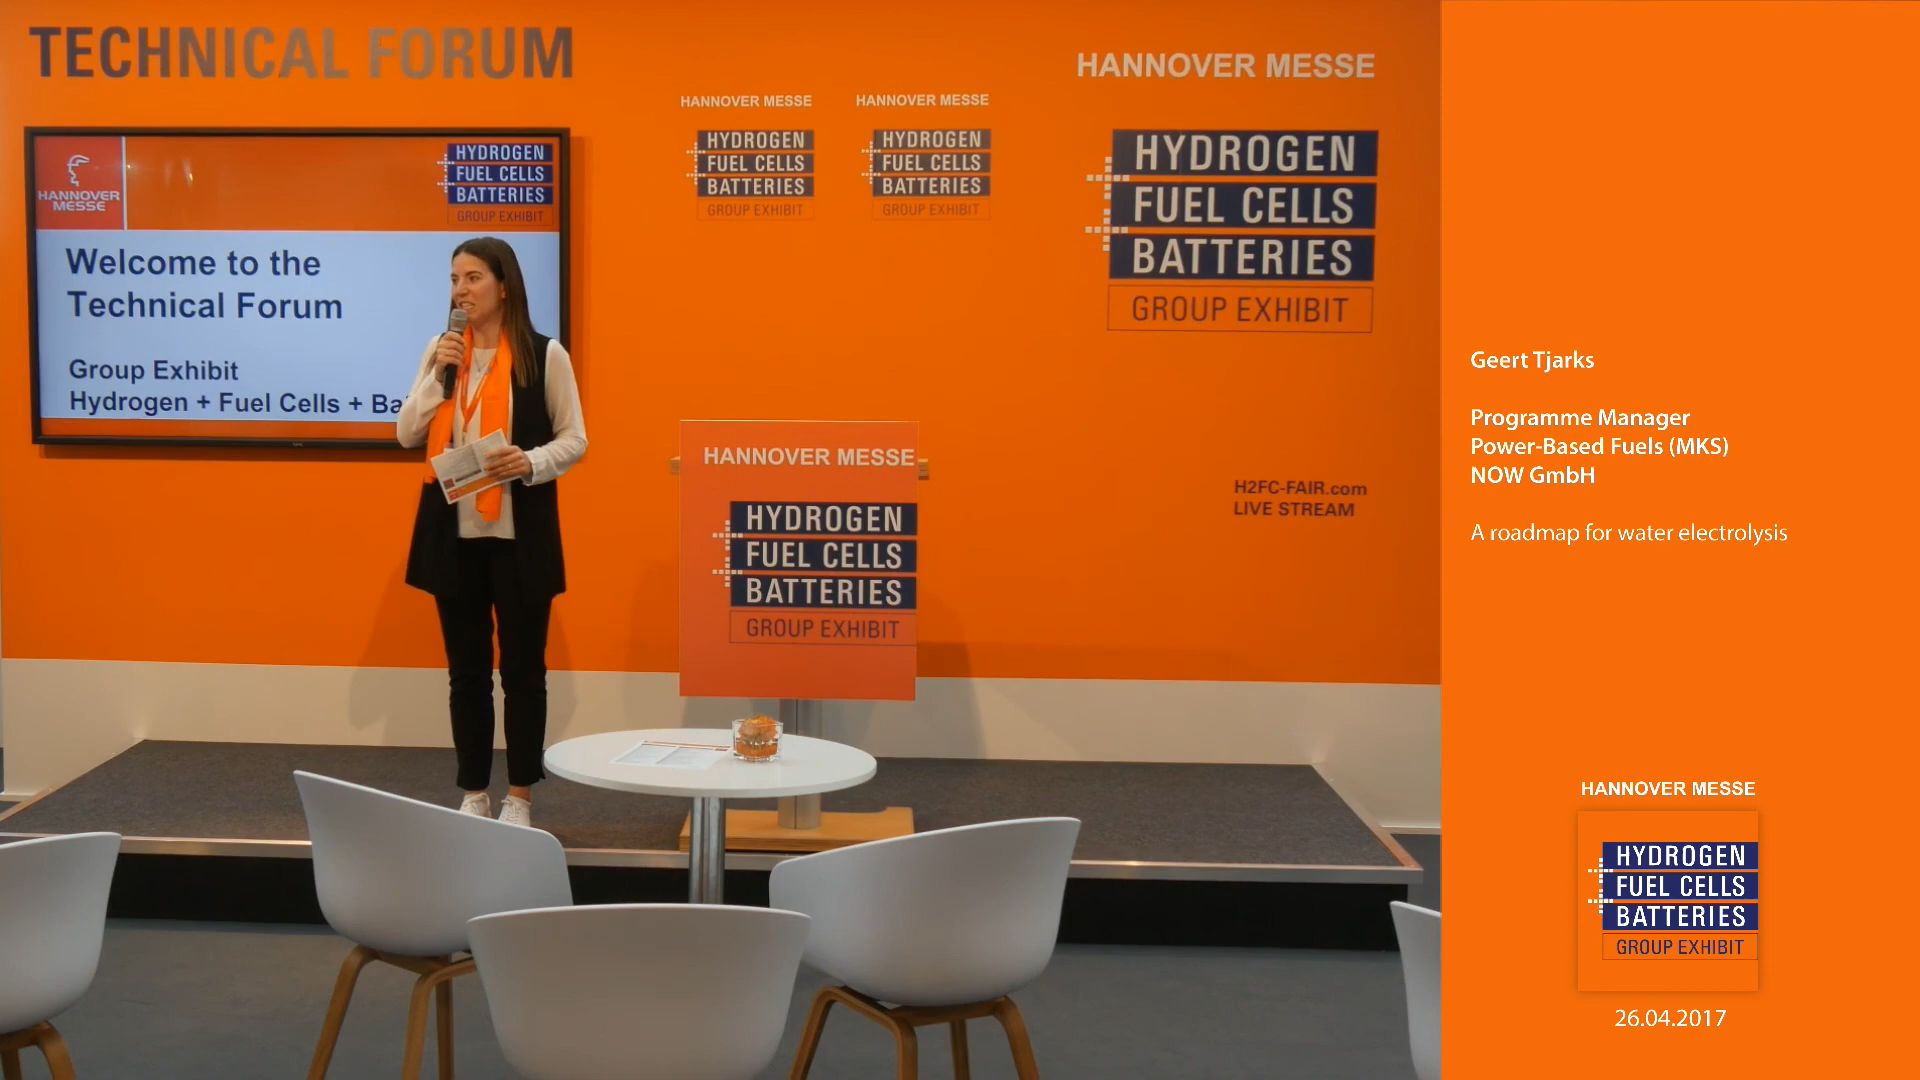 TECHNICAL FORUM
HANNOVER MESSE
HYDROGEN
FUEL CELLS
BATTERIES
GROUP EXHIBIT
Welcome to the
Technical Forum
Group Exhibit
Hydrogen + Fuel Cells + Ba
HANNOVER MESSE
HYDROGEN
FUEL CELLS
BATTERIES
GROUP EXHIBIT
HANNOVER MESSE
HYDROGEN
FUEL CELLS
BATTERIES
GROUP EXHIBIT
HANNOVER MESSE
HYDROGEN
FUEL CELLS
BATTERIES
GROUP EXHIBIT
HANNOVER MESSE
HYDROGEN
FUEL CELLS
BATTERIES
GROUP EXHIBIT
H2FC-FAIR.com
LIVE STREAM
Geert Tjarks
Programme Manager
Power-Based Fuels (MKS)
NOW GmbH
A roadmap for water electrolysis
HANNOVER MESSE
HYDROGEN
FUEL CELLS
BATTERIES
GROUP EXHIBIT
26.04.2017